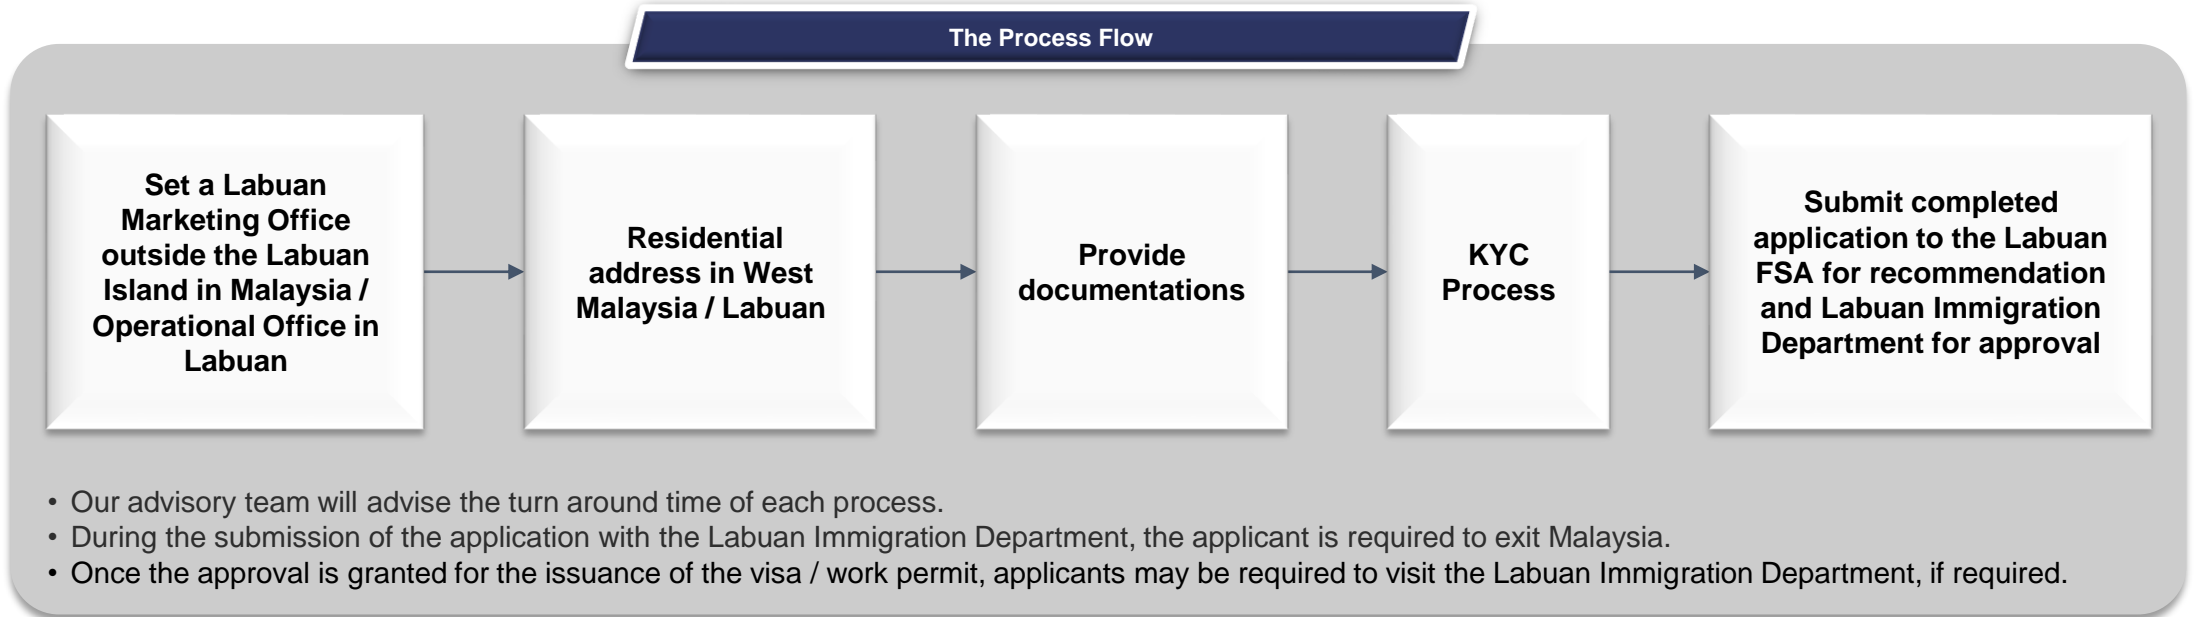 The Process Flow
Set a Labuan
Marketing Office
outside the Labuan
Island in Malaysia /
Operational Office in
Labuan
Residential
address in West
Malaysia / Labuan
Provide
documentations
KYC
Process
Submit completed
application to the Labuan
FSA for recommendation
and Labuan Immigration
Department for approval
• Our advisory team will advise the turn around time of each process.
• During the submission of the application with the Labuan Immigration Department, the applicant is required to exit Malaysia.
• Once the approval is granted for the issuance of the visa / work permit, applicants may be required to visit the Labuan Immigration Department, if required.